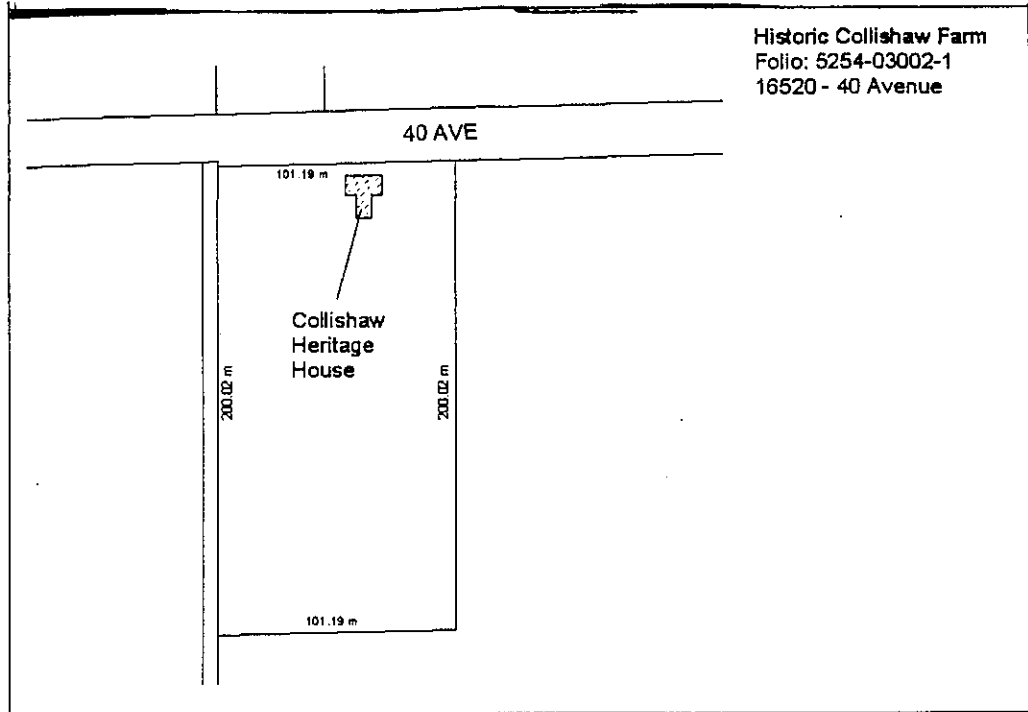 Historic Collishaw Farm
Folio: 5254-03002-1
16520 - 40 Avenue
40 AVE
101.19 m
Collishaw
Heritage
House
200.02 m
200.02 m
101.19 m